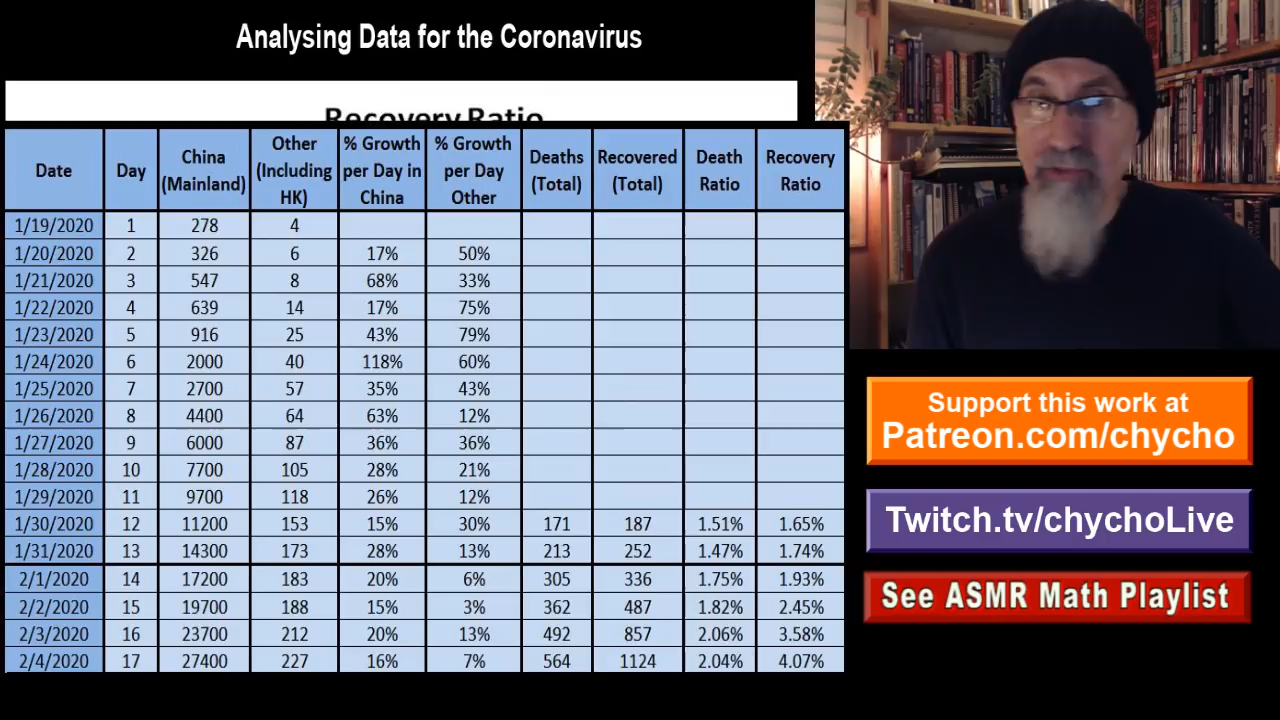 Analysing Data for the Coronavirus
Recovery Ratio
Date Day China (Mainland) Other (Including HK) % Growth per Day in China % Growth per Day Other Deaths (Total) Recovered (Total) Death Ratio Recovery Ratio
1/19/2020 1 278 4
1/20/2020 2 326 6 17% 50%
1/21/2020 3 547 8 68% 33%
1/22/2020 4 639 14 17% 75%
1/23/2020 5 916 25 43% 79%
1/24/2020 6 2000 40 118% 60%
1/25/2020 7 2700 57 35% 43%
1/26/2020 8 4400 64 63% 12%
1/27/2020 9 6000 87 36% 36%
1/28/2020 10 7700 105 28% 21%
1/29/2020 11 9700 118 26% 12%
1/30/2020 12 11200 153 15% 30% 171 187 1.51% 1.65%
1/31/2020 13 14300 173 28% 13% 213 252 1.47% 1.74%
2/1/2020 14 17200 183 20% 6% 305 336 1.75% 1.93%
2/2/2020 15 19700 188 15% 3% 362 487 1.82% 2.45%
2/3/2020 16 23700 212 20% 13% 492 857 2.06% 3.58%
2/4/2020 17 27400 227 16% 7% 564 1124 2.04% 4.07%
Support this work at
Patreon.com/chycho
Twitch.tv/chychoLive
See ASMR Math Playlist